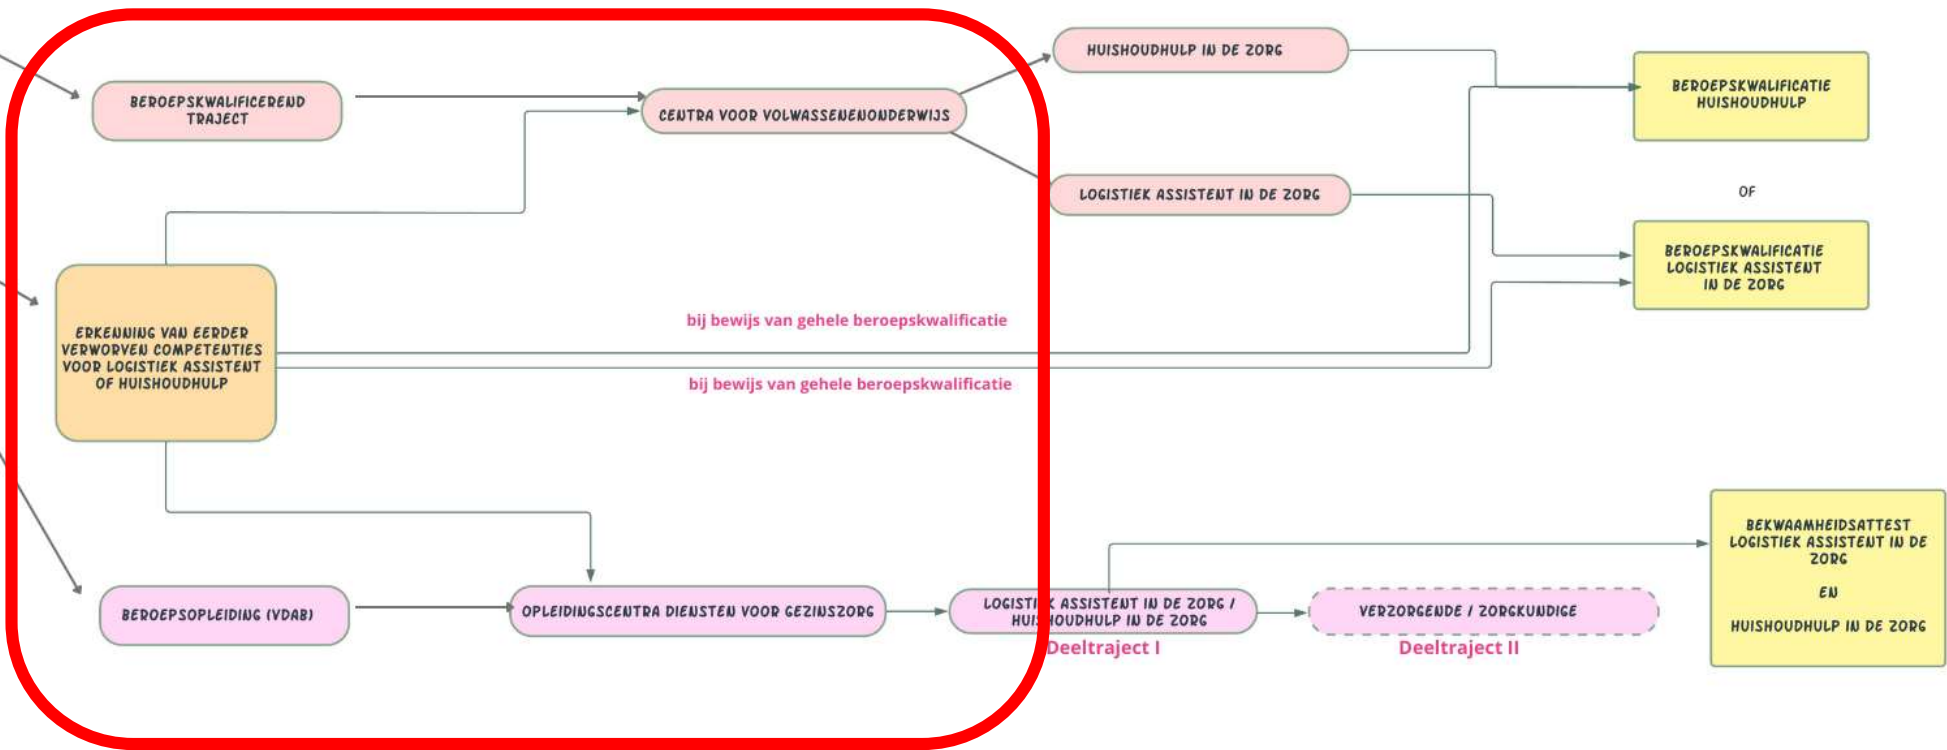 HUISHOUDHULP IN DE ZORG
BEROEPSKWALIFICEREND
TRAJECT
CENTRA VOOR VOLWASSENENONDERWIJS
BEROEPSKWALIFICATIE
HUISHOUDHULP
LOGISTIEK ASSISTENT IN DE ZORG
OF
BEROEPSKWALIFICATIE
LOGISTIEK ASSISTENT
IN DE ZORG
ERKENNING VAN EERDER
VERWORVEN COMPETENTIES
VOOR LOGISTIEK ASSISTENT
OF HUISHOUDHULP
bij bewijs van gehele beroepskwalificatie
bij bewijs van gehele beroepskwalificatie
BEROEPSOPLEIDING (VDAB)
OPLEIDINGSCENTRA DIENSTEN VOOR GEZINSZORG
LOGISTIEK ASSISTENT IN DE ZORG /
HUISHOUDHULP IN DE ZORG
Deeltraject I
VERZORGENDE / ZORGKUNDIGE
Deeltraject II
BEKWAAMHEIDSATTEST
LOGISTIEK ASSISTENT IN DE
ZORG
EN
HUISHOUDHULP IN DE ZORG